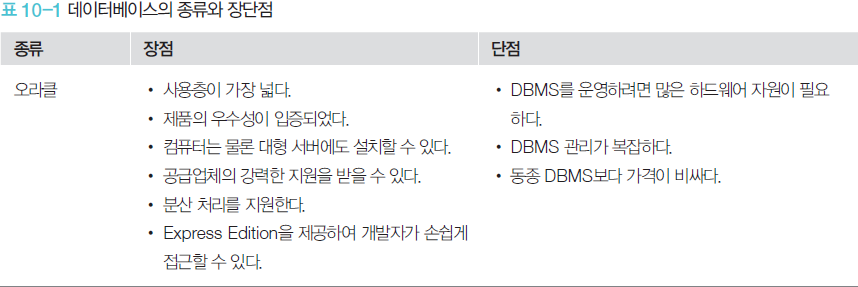 표 10-1 데이터베이스의 종류와 장단점
종류 장점 단점
오라클
• 사용층이 가장 넓다.
• 제품의 우수성이 입증되었다.
• 컴퓨터는 물론 대형 서버에도 설치할 수 있다.
• 공급업체의 강력한 지원을 받을 수 있다.
• 분산 처리를 지원한다.
• Express Edition을 제공하여 개발자가 손쉽게
접근할 수 있다.
• DBMS를 운영하려면 많은 하드웨어 자원이 필요
하다.
• DBMS 관리가 복잡하다.
• 동종 DBMS보다 가격이 비싸다.